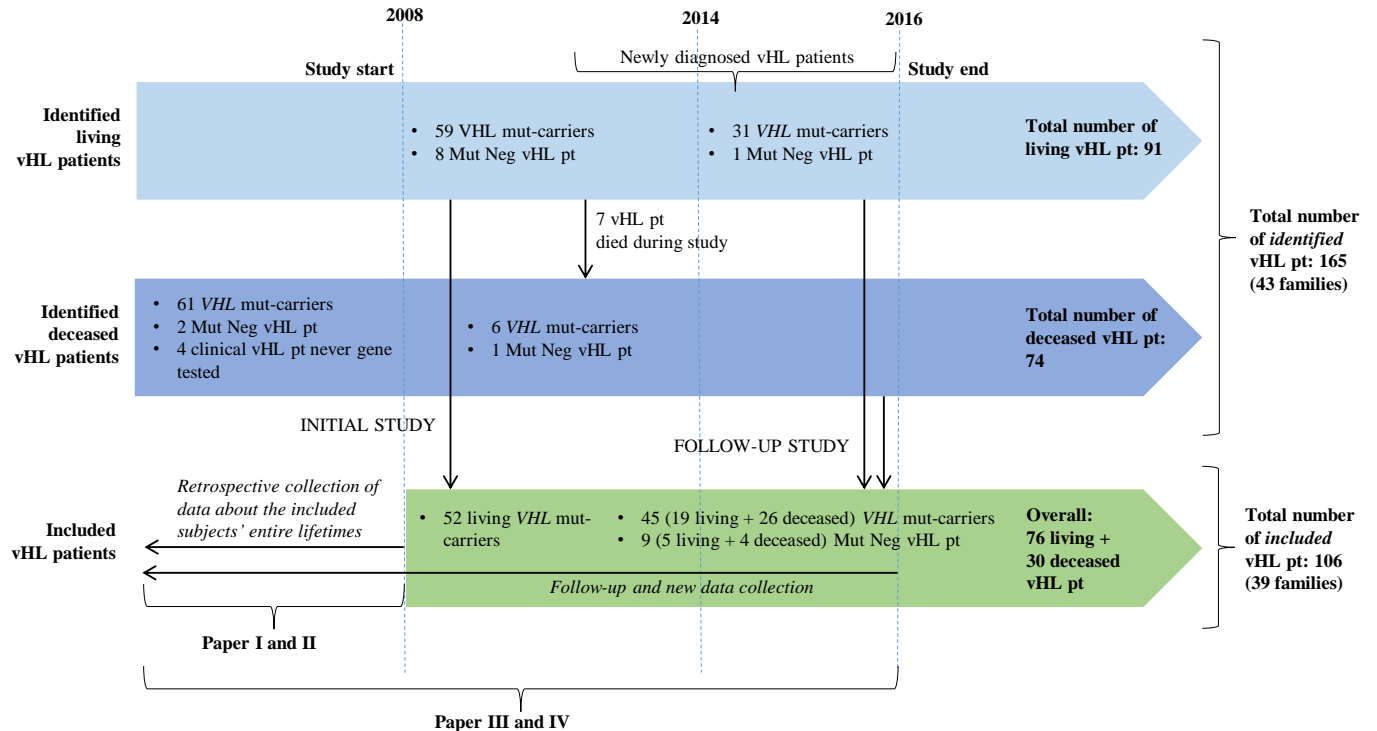 2008
2014
2016
Newly diagnosed vHL patients
Study start
Study end
Identified
living
vHL patients
• 59 VHL mut-carriers
• 8 Mut Neg vHL pt
• 31 VHL mut-carriers
• 1 Mut Neg vHL pt
Total number of
living vHL pt: 91
7 vHL pt
died during study
Total number
of identified
vHL pt: 165
(43 families)
Identified
deceased
vHL patients
• 61 VHL mut-carriers
• 2 Mut Neg vHL pt
• 4 clinical vHL pt never gene
tested
• 6 VHL mut-carriers
• 1 Mut Neg vHL pt
Total number of
deceased vHL pt:
74
INITIAL STUDY
FOLLOW-UP STUDY
Included
vHL patients
Retrospective collection of
data about the included
subjects’ entire lifetimes
• 52 living VHL mut-
carriers
• 45 (19 living + 26 deceased) VHL mut-carriers
• 9 (5 living + 4 deceased) Mut Neg vHL pt
Overall:
76 living +
30 deceased
vHL pt
Total number
of included
vHL pt: 106
(39 families)
Follow-up and new data collection
Paper I and II
Paper III and IV